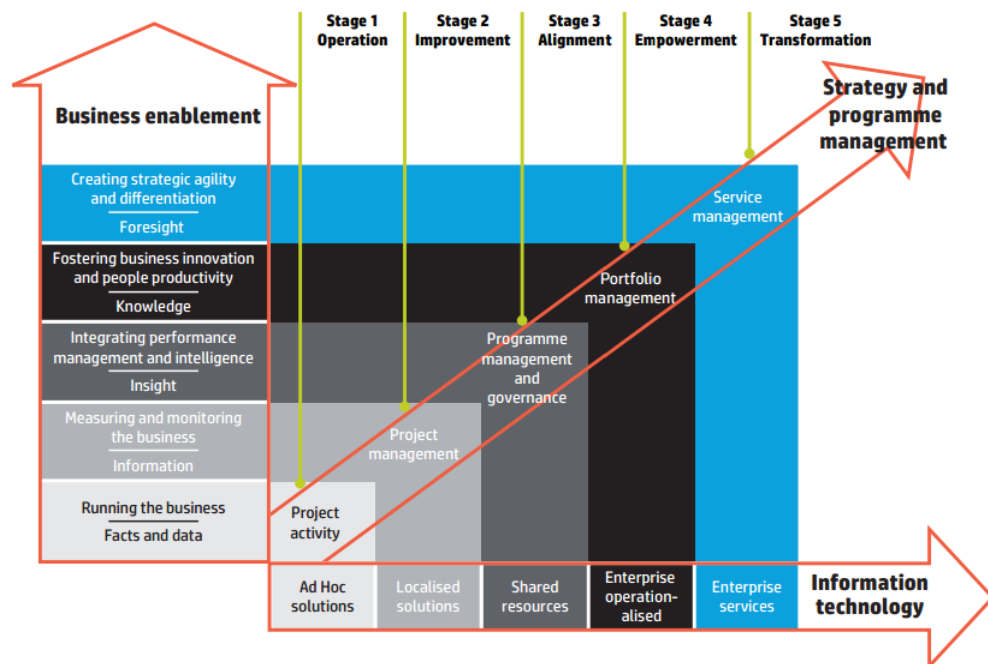 Stage 1
Operation
Stage 2
Improvement
Stage 3
Alignment
Stage 4
Empowerment
Stage 5
Transformation
Business enablement
Strategy and
programme
management
Creating strategic agility
and differentiation
Foresight
Service
management
Fostering business innovation
and people productivity
Knowledge
Portfolio
management
Integrating performance
management and intelligence
Insight
Programme
management
and
governance
Measuring and monitoring
the business
Information
Project
management
Running the business
Facts and data
Project
activity
Ad Hoc
solutions
Localised
solutions
Shared
resources
Enterprise
operation-
alised
Enterprise
services
Information
technology